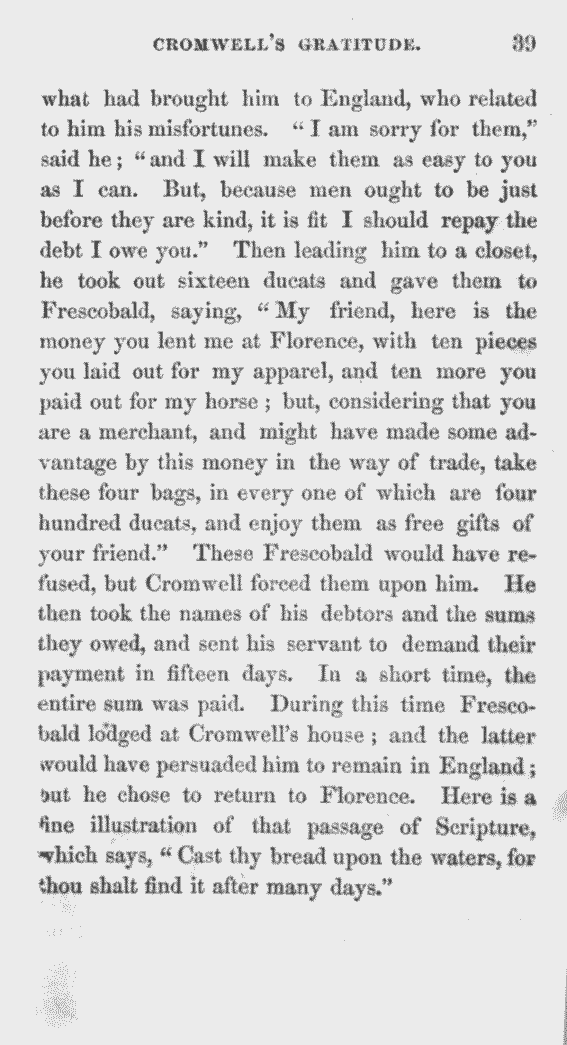 CROMWELL'S GRATITUDE. 39
what had brought him to England, who related
to him his misfortunes. "I am sorry for them,"
said he; "and I will make them as easy to you
as I can. But, because men ought to be just
before they are kind, it is fit I should repay the
debt I owe you." Then leading him to a closet,
he took out sixteen ducats and gave them to
Frescobald, saying, "My friend, here is the
money you lent me at Florence, with ten pieces
you laid out for my apparel, and ten more you
paid out for my horse; but, considering that you
are a merchant, and might have made some ad-
vantage by this money in the way of trade, take
these four bags, in every one of which are four
hundred ducats, and enjoy them as free gifts of
your friend." These Frescobald would have re-
fused, but Cromwell forced them upon him. He
then took the names of his debtors and the sums
they owed, and sent his servant to demand their
payment in fifteen days. In a short time, the
entire sum was paid. During this time Fresco-
bald lodged at Cromwell's house; and the latter
would have persuaded him to remain in England;
but he chose to return to Florence. Here is a
fine illustration of that passage of Scripture,
which says, "Cast thy bread upon the waters, for
thou shalt find it after many days."